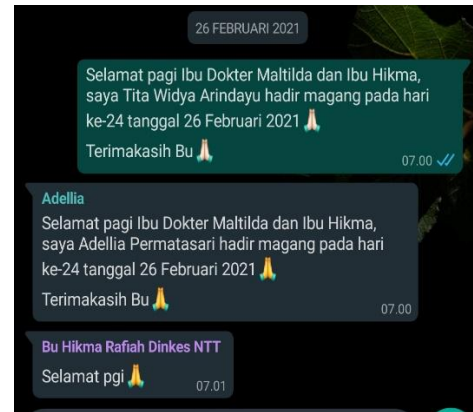 26 FEBRUARI 2021
Selamat pagi Ibu Dokter Maltilda dan Ibu Hikma,
saya Tita Widya Arindayu hadir magang pada hari
ke-24 tanggal 26 Februari 2021 🙏🏻
Terimakasih Bu 🙏🏻
07.00
Adellia
Selamat pagi Ibu Dokter Maltilda dan Ibu Hikma,
saya Adellia Permatasari hadir magang pada hari
ke-24 tanggal 26 Februari 2021 🙏
Terimakasih Bu 🙏
07.00
Bu Hikma Rafiah Dinkes NTT
Selamat pgi 🙏
07.01